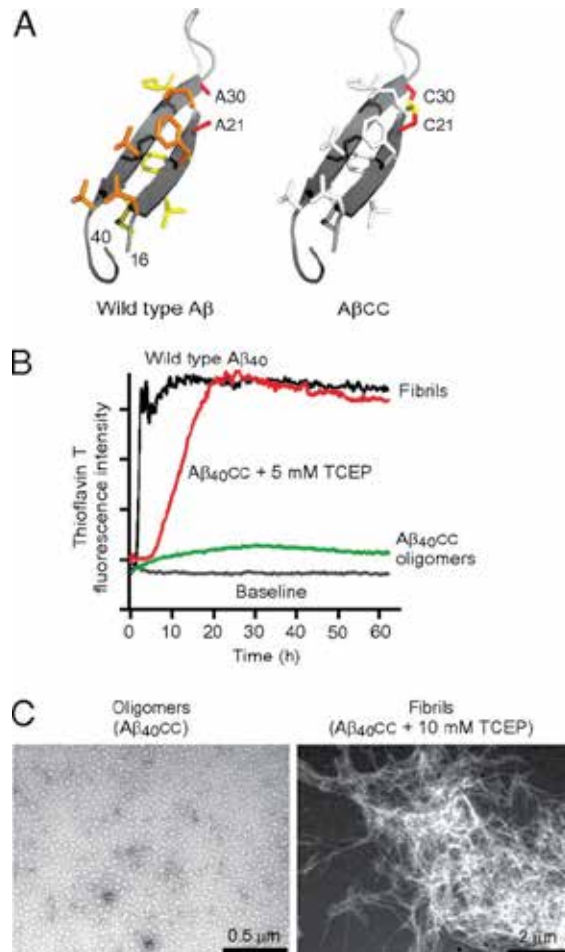 A
A30
C30
A21
C21
40
16
Wild type Aβ
AβCC
B
Wild type Aβ40
Fibrils
Aβ40CC + 5 mM TCEP
Aβ40CC
oligomers
Baseline
Thioflavin T
fluorescence intensity
0 10 20 30 40 50 60
Time (h)
C
Oligomers
(Aβ40CC)
Fibrils
(Aβ40CC + 10 mM TCEP)
0.5 μm
2 μm